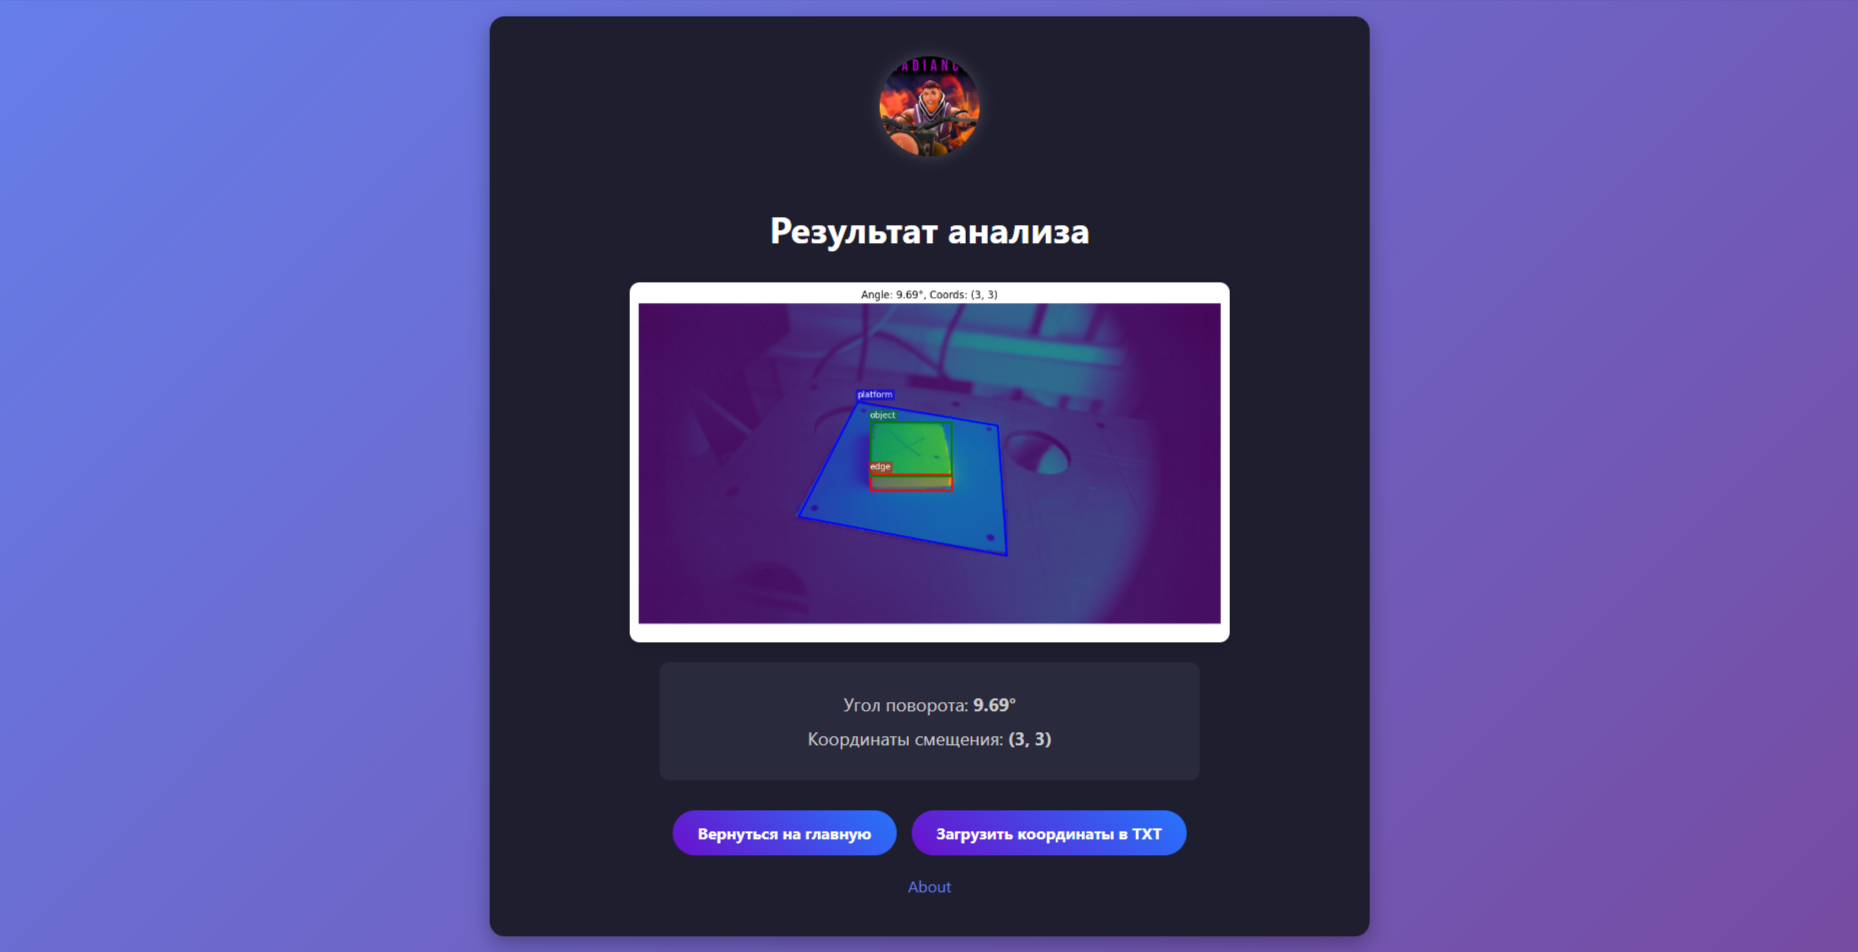 ADIANC
Результат анализа
Angle: 9.69°, Coords: (3, 3)
platform
object
edge
Угол поворота: 9.69°
Координаты смещения: (3, 3)
Вернуться на главную
Загрузить координаты в TXT
About